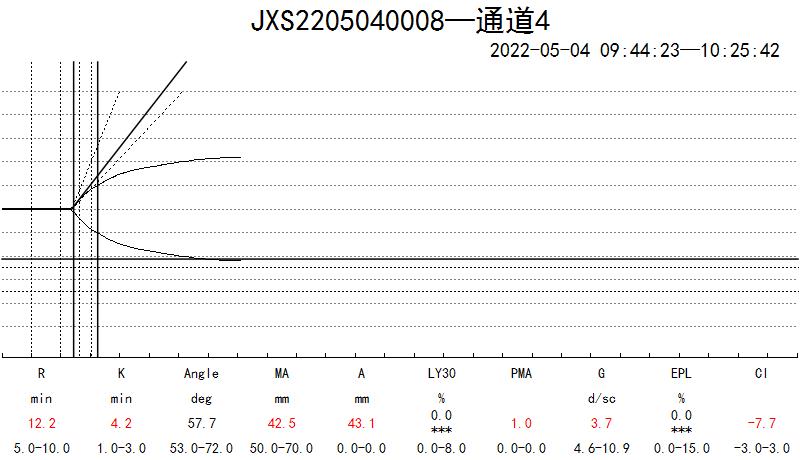 JXS2205040008—通道4
2022-05-04 09:44:23—10:25:42
R K Angle MA A LY30 PMA G EPL CI
min min deg mm mm % d/sc %
12.2 4.2 57.7 42.5 43.1 0.0 *** 1.0 3.7 0.0 *** -7.7
5.0-10.0 1.0-3.0 53.0-72.0 50.0-70.0 0.0-0.0 0.0-8.0 0.0-0.0 4.6-10.9 0.0-15.0 -3.0-3.0